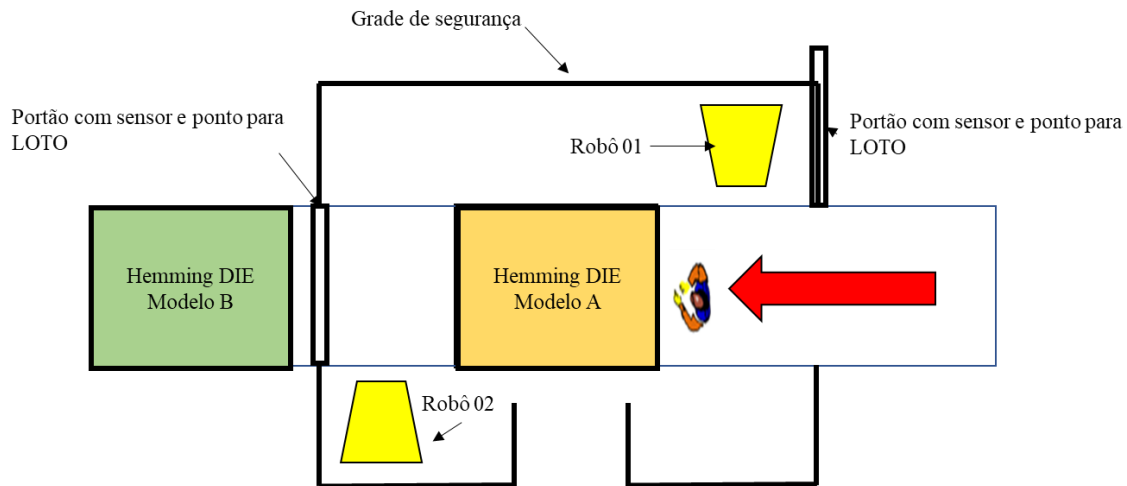 Grade de segurança
Portão com sensor e ponto para
LOTO
Robô 01
Portão com sensor e ponto para
LOTO
Hemming DIE
Modelo B
Hemming DIE
Modelo A
Robô 02